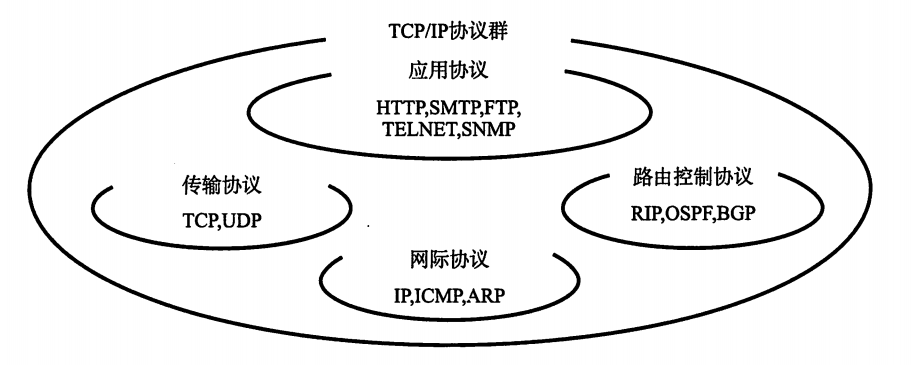 TCP/IP协议群
应用协议
HTTP,SMTP,FTP,
TELNET,SNMP
传输协议
TCP,UDP
路由控制协议
RIP,OSPF,BGP
网际协议
IP,ICMP,ARP